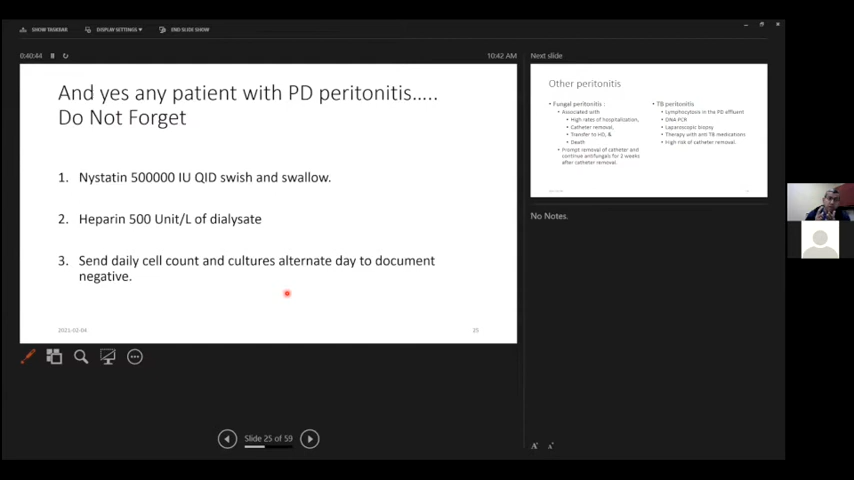 SHOW TASKBAR
DISPLAY SETTINGS
END SLIDE SHOW
0:40:44
10:42 AM
And yes any patient with PD peritonitis.....
Do Not Forget
1. Nystatin 500000 IU QID swish and swallow.
2. Heparin 500 Unit/L of dialysate
3. Send daily cell count and cultures alternate day to document
negative.
2021-02-04
25
Slide 25 of 59
Next slide
Other peritonitis
• Fungal peritonitis :
• Associated with
• High rates of hospitalization,
• Catheter removal,
• Transfer to HD, &
• Death
• Prompt removal of catheter and
continue antifungals for 2 weeks
after catheter removal.
• TB peritonitis
• Lymphocytosis in the PD effluent
• DNA PCR
• Laparoscopic biopsy
• Therapy with anti TB medications
• High risk of catheter removal.
No Notes.
A
A